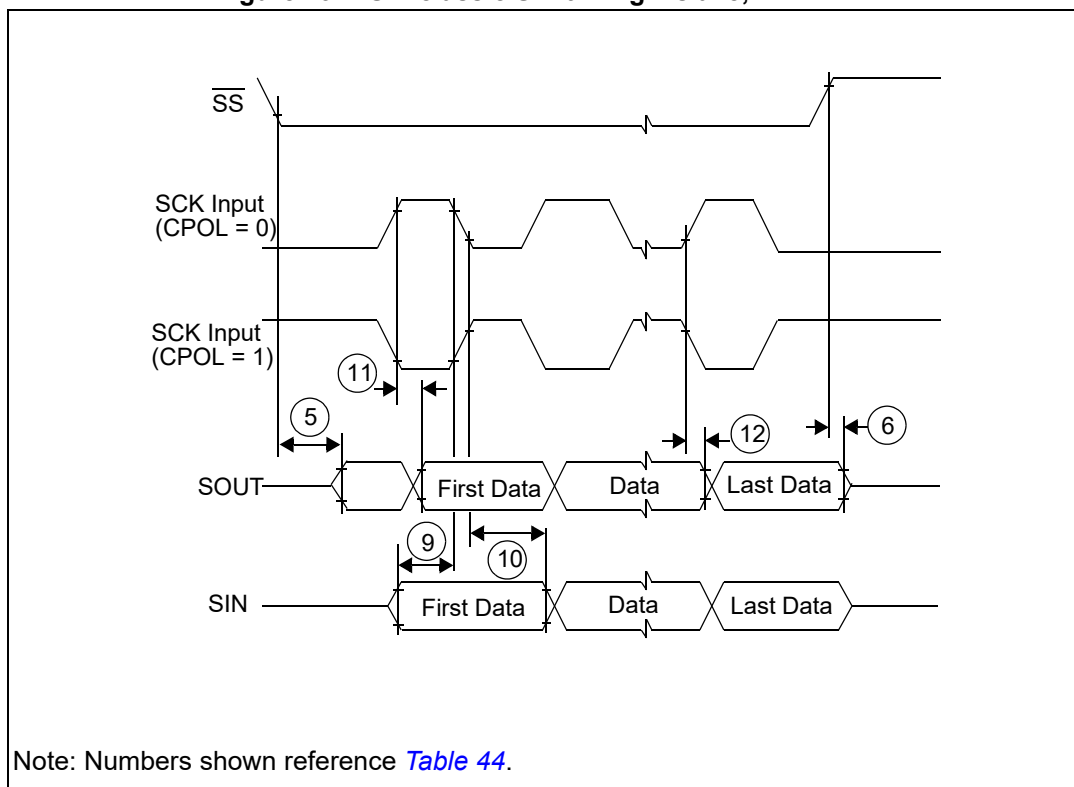 SS
SCK Input
(CPOL = 0)
SCK Input
(CPOL = 1)
11
5
12
6
SOUT
First Data
Data
Last Data
9
10
SIN
First Data
Data
Last Data
Note: Numbers shown reference Table 44.